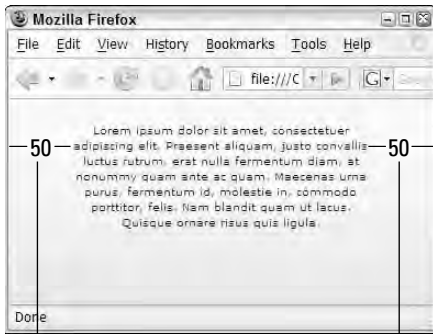 Mozilla Firefox
File Edit View History Bookmarks Tools Help
file:///C G
Lorem ipsum dolor sit amet, consectetuer
50 adipiscing elit. Praesent aliquam, justo convallis 50
luctus rutrum, erat nulla fermentum diam, at
nonummy quam ante ac quam. Maecenas urna
purus, fermentum id, molestie in, commodo
porttitor, felis. Nam blandit quam ut lacus.
Quisque ornare risus quis ligula.
Done